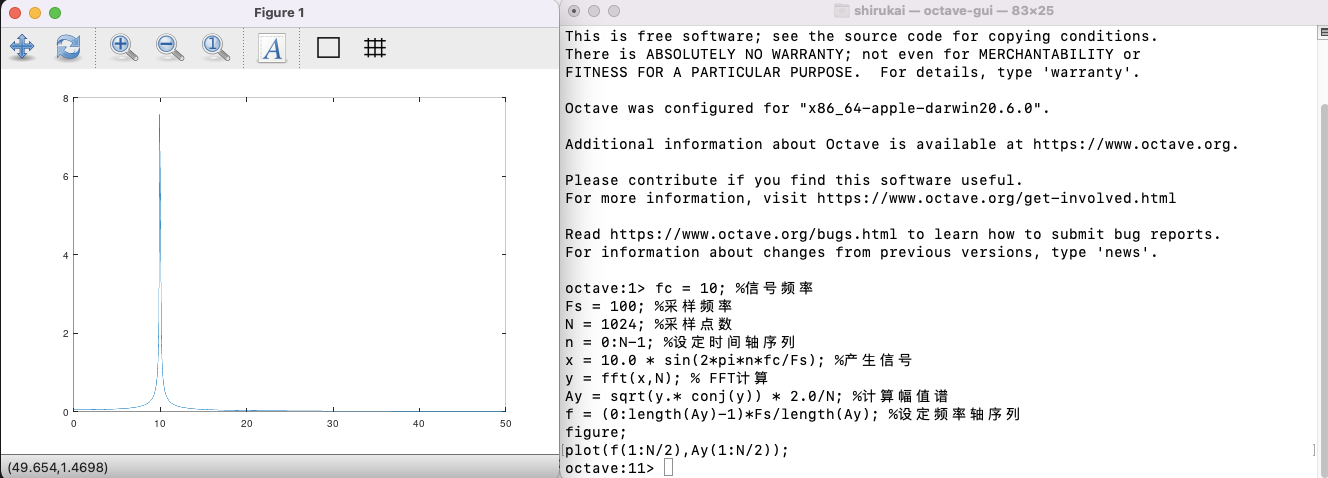 Figure 1
8
6
4
2
0
0 10 20 30 40 50
(49.654,1.4698)
shirukai — octave-gui — 83×25
This is free software; see the source code for copying conditions.
There is ABSOLUTELY NO WARRANTY; not even for MERCHANTABILITY or
FITNESS FOR A PARTICULAR PURPOSE.  For details, type 'warranty'.
Octave was configured for "x86_64-apple-darwin20.6.0".
Additional information about Octave is available at https://www.octave.org.
Please contribute if you find this software useful.
For more information, visit https://www.octave.org/get-involved.html
Read https://www.octave.org/bugs.html to learn how to submit bug reports.
For information about changes from previous versions, type 'news'.
octave:1> fc = 10; %信号频率
Fs = 100; %采样频率
N = 1024; %采样点数
n = 0:N-1; %设定时间轴序列
x = 10.0 * sin(2*pi*n*fc/Fs); %产生信号
y = fft(x,N); % FFT计算
Ay = sqrt(y.* conj(y)) * 2.0/N; %计算幅值谱
f = (0:length(Ay)-1)*Fs/length(Ay); %设定频率轴序列
figure;
plot(f(1:N/2),Ay(1:N/2));
octave:11>